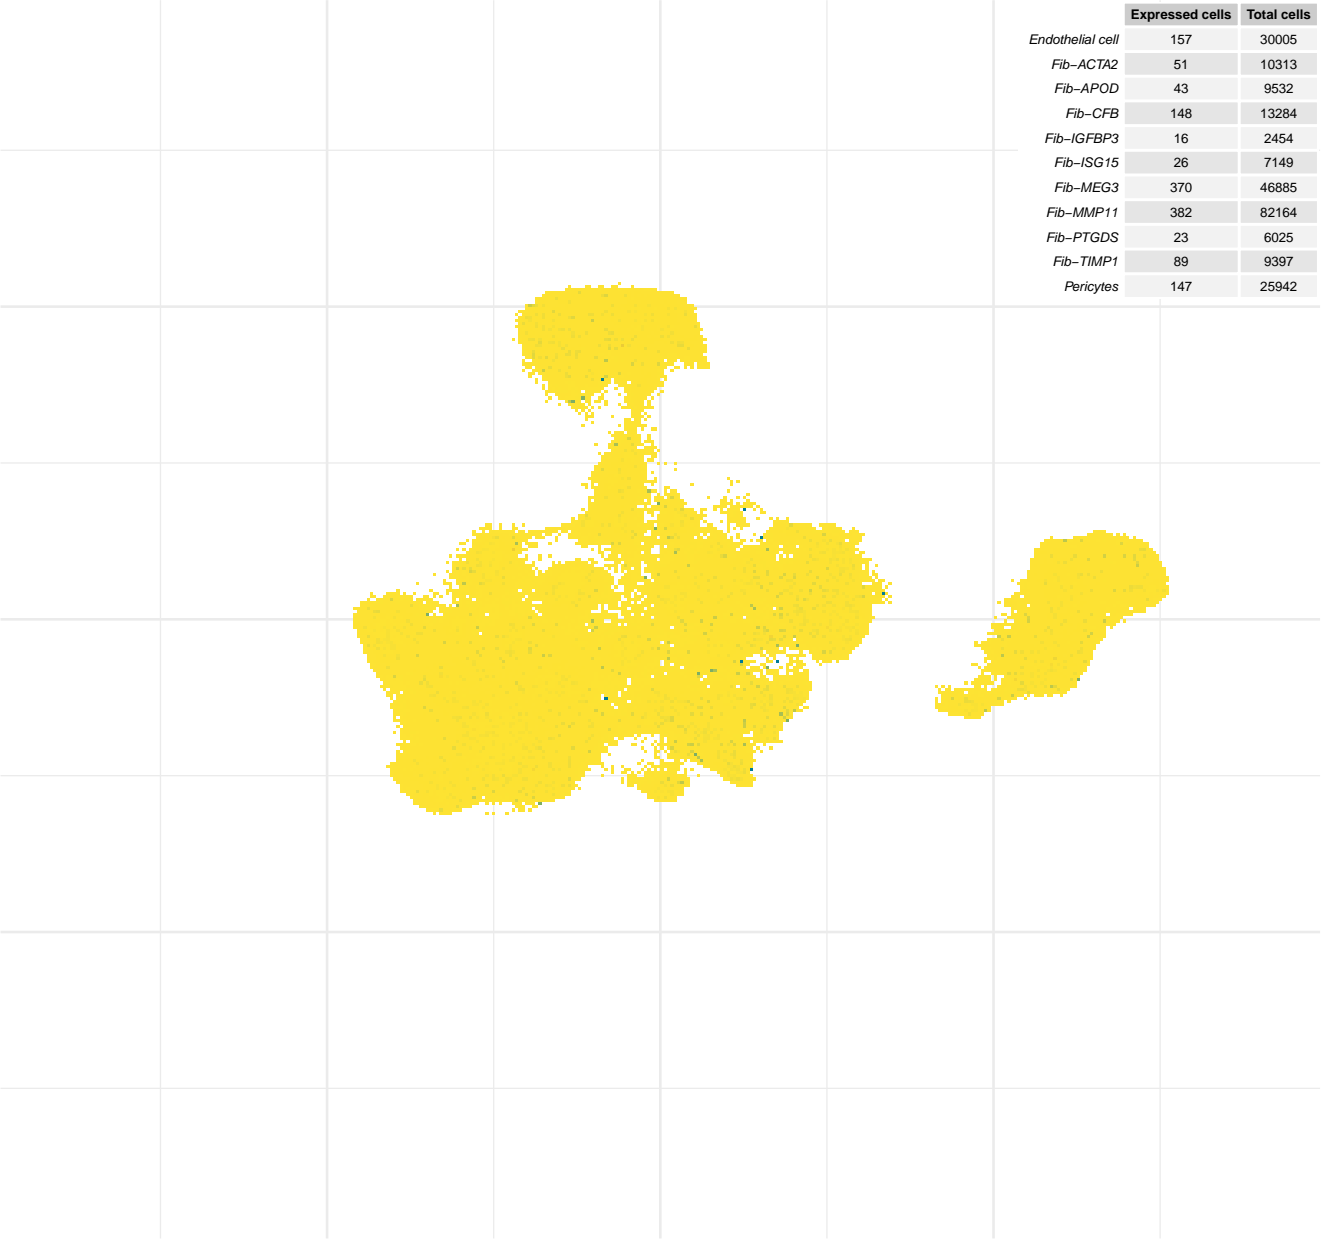 Expressed cells Total cells
Endothelial cell 157 30005
Fib−ACTA2 51 10313
Fib−APOD 43 9532
Fib−CFB 148 13284
Fib−IGFBP3 16 2454
Fib−ISG15 26 7149
Fib−MEG3 370 46885
Fib−MMP11 382 82164
Fib−PTGDS 23 6025
Fib−TIMP1 89 9397
Pericytes 147 25942